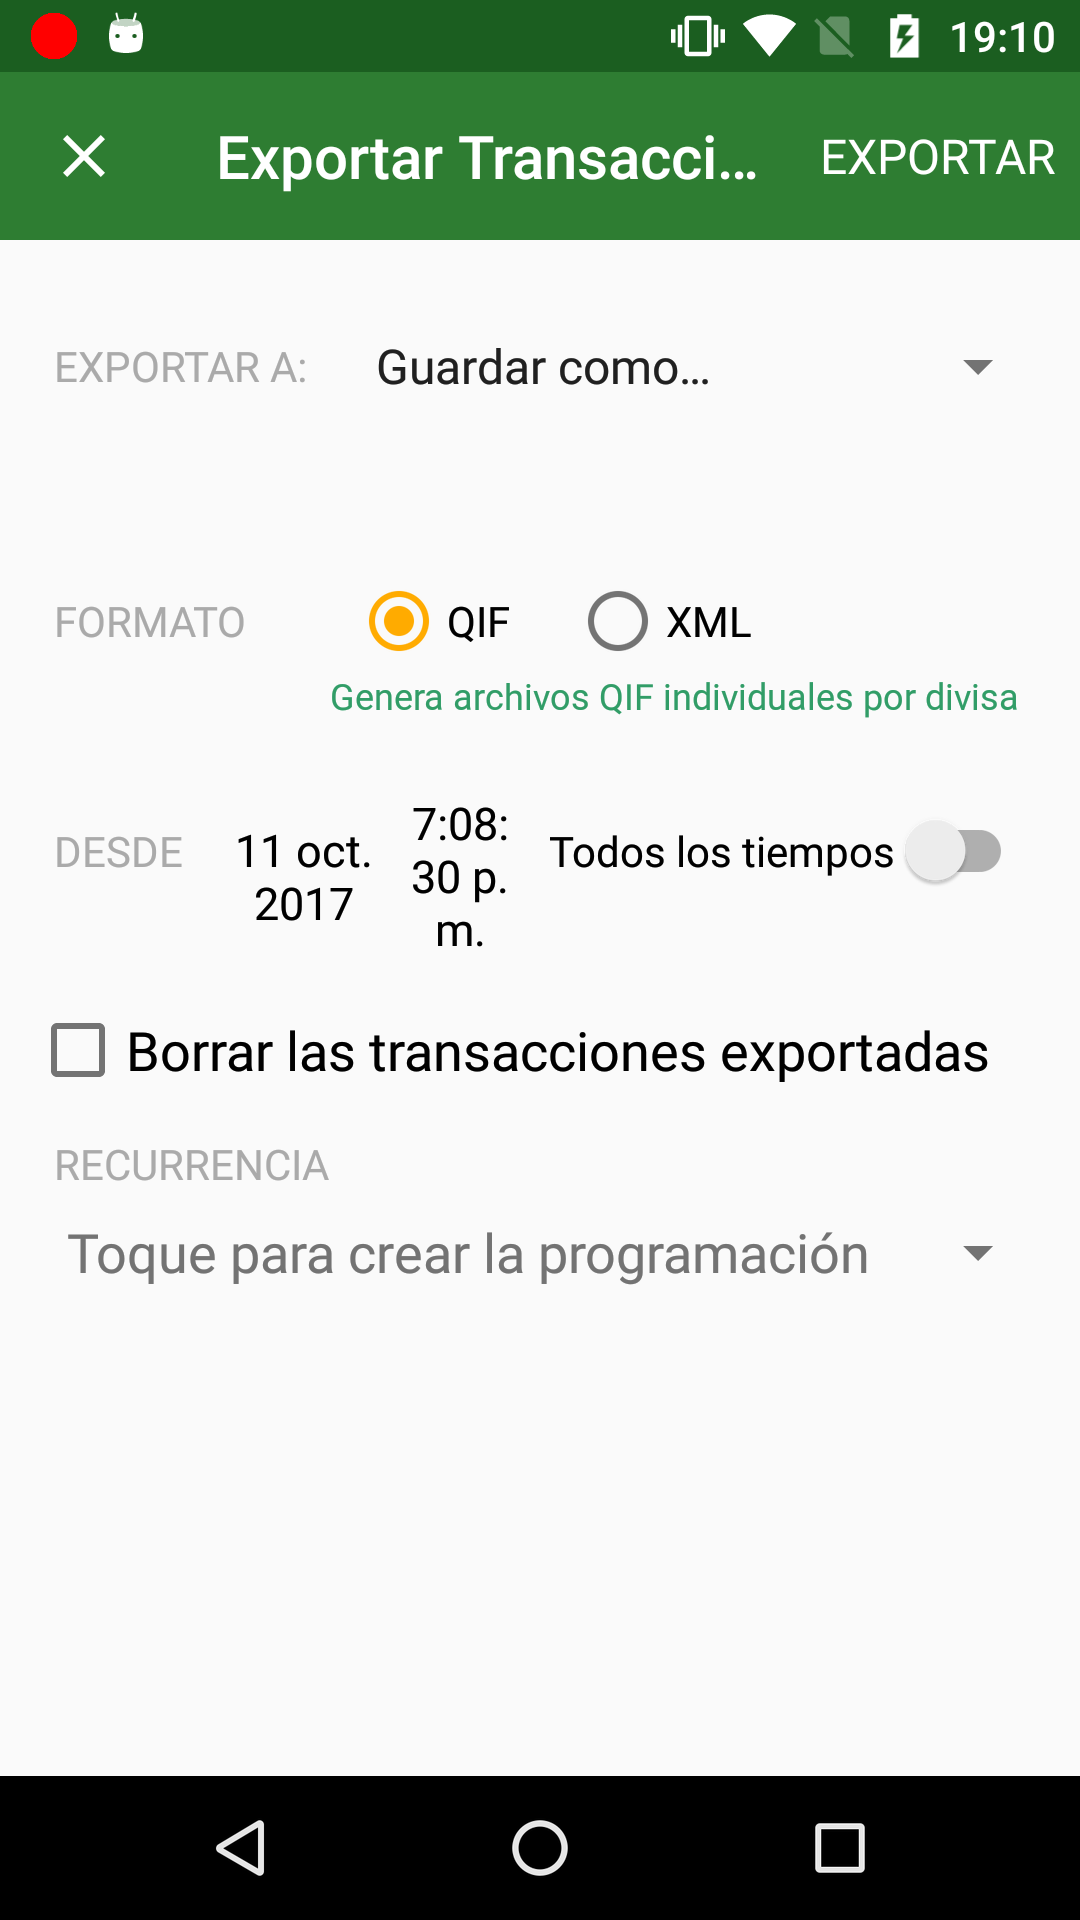 19:10
Exportar Transacci...
EXPORTAR
EXPORTAR A:
Guardar como...
FORMATO
QIF
XML
Genera archivos QIF individuales por divisa
DESDE
11 oct.
2017
7:08:
30 p.
m.
Todos los tiempos
Borrar las transacciones exportadas
RECURRENCIA
Toque para crear la programación